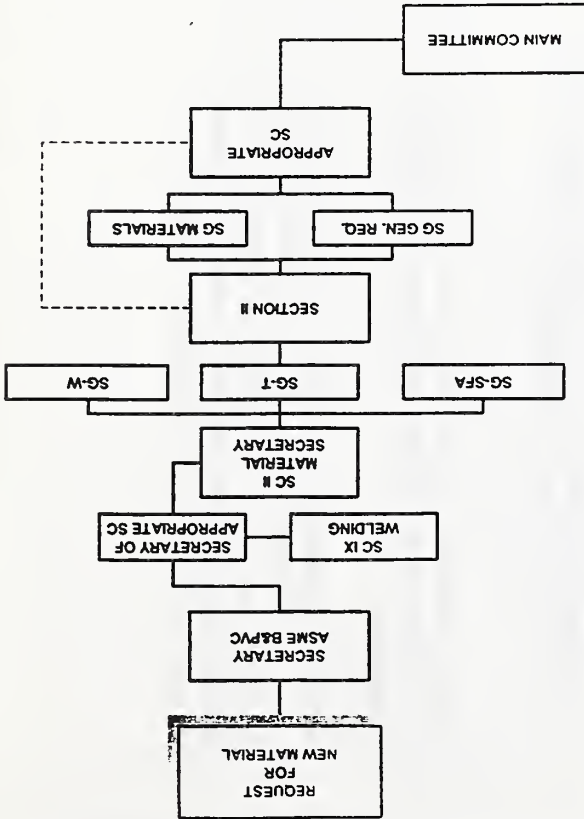 REQUEST
FOR
NEW MATERIAL
SECRETARY
ASME B&PVC
SC IX
WELDING
SECRETARY OF
APPROPRIATE SC
SC II
MATERIAL
SECRETARY
SG-SFA
SG-T
SG-W
SECTION II
SG GEN. REQ.
SG MATERIALS
APPROPRIATE
SC
MAIN COMMITTEE